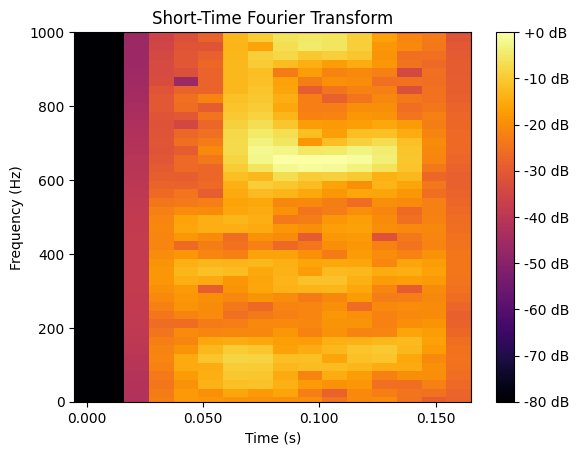 Short-Time Fourier Transform
1000
800
600
400
200
0
Frequency (Hz)
0.000
0.050
0.100
0.150
Time (s)
+0 dB
-10 dB
-20 dB
-30 dB
-40 dB
-50 dB
-60 dB
-70 dB
-80 dB